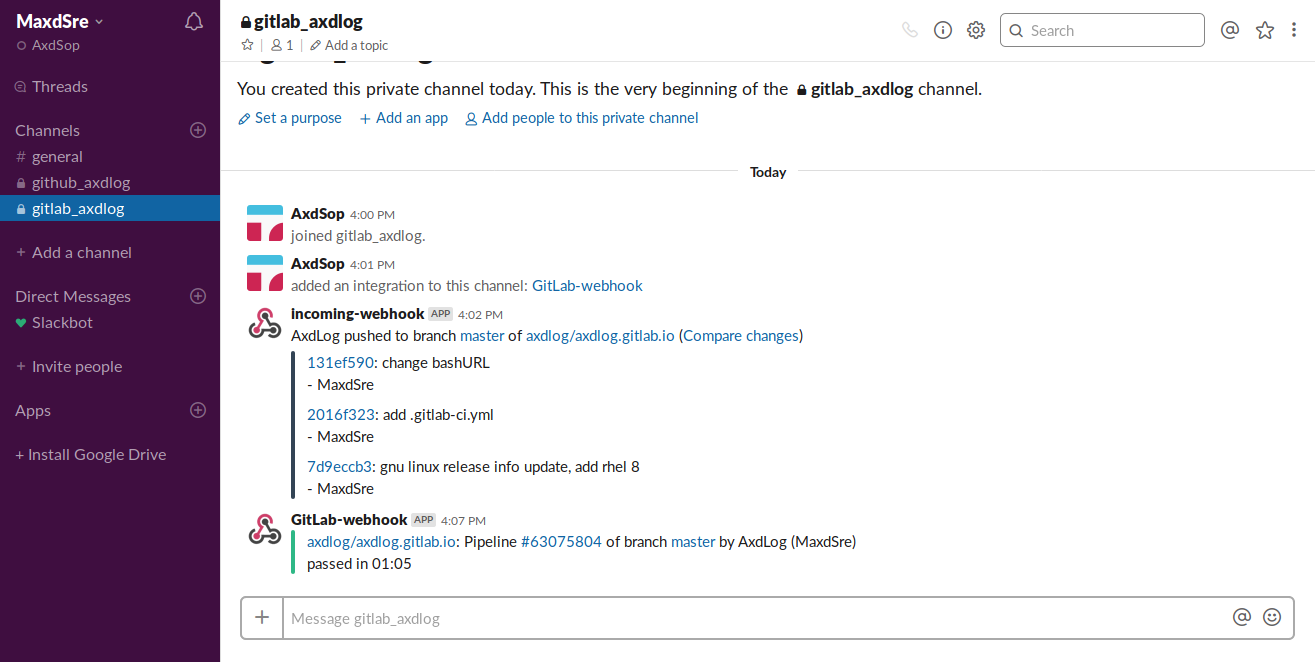 MaxdSre
AxdSop
Threads
Channels
# general
github_axdlog
gitlab_axdlog
+ Add a channel
Direct Messages
Slackbot
+ Invite people
Apps
+ Install Google Drive
gitlab_axdlog
1
Add a topic
Search
You created this private channel today. This is the very beginning of the gitlab_axdlog channel.
Set a purpose + Add an app Add people to this private channel
Today
AxdSop 4:00 PM
joined gitlab_axdlog.
AxdSop 4:01 PM
added an integration to this channel: GitLab-webhook
incoming-webhook APP 4:02 PM
AxdLog pushed to branch master of axdlog/axdlog.gitlab.io (Compare changes)
131ef590: change bashURL
- MaxdSre
2016f323: add .gitlab-ci.yml
- MaxdSre
7d9eccb3: gnu linux release info update, add rhel 8
- MaxdSre
GitLab-webhook APP 4:07 PM
axdlog/axdlog.gitlab.io: Pipeline #63075804 of branch master by AxdLog (MaxdSre)
passed in 01:05
+ Message gitlab_axdlog @